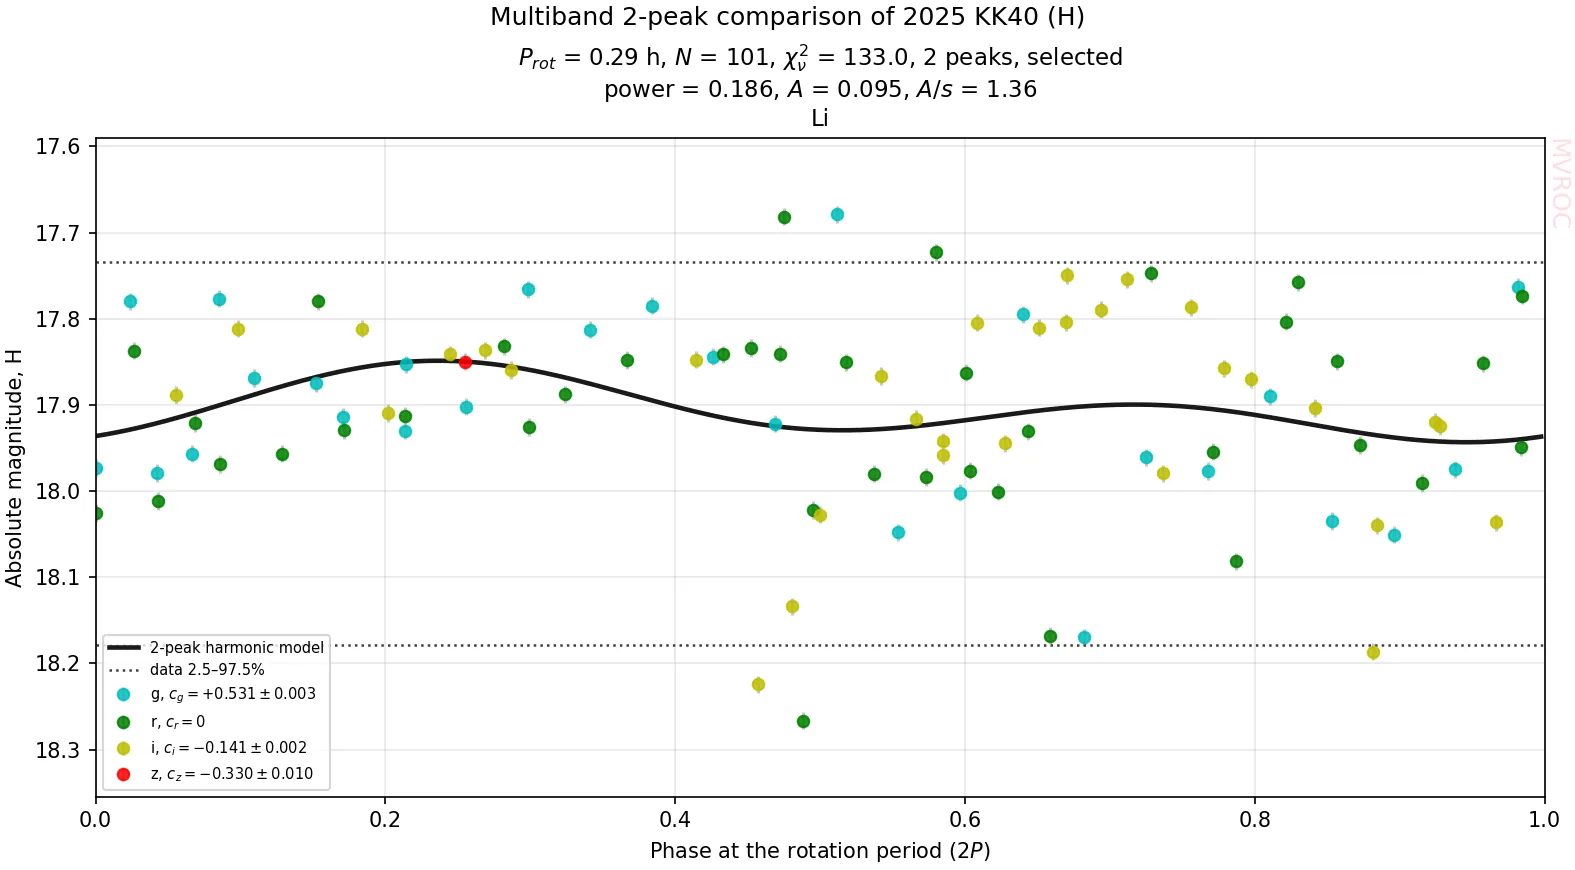 Multiband 2-peak comparison of 2025 KK40 (H)
P_rot = 0.29 h, N = 101, χ²_ν = 133.0, 2 peaks, selected
power = 0.186, A = 0.095, A/s = 1.36
Li
MVROC
Absolute magnitude, H
17.6
17.7
17.8
17.9
18.0
18.1
18.2
18.3
2-peak harmonic model
data 2.5–97.5%
g, c_g = +0.531 ± 0.003
r, c_r = 0
i, c_i = −0.141 ± 0.002
z, c_z = −0.330 ± 0.010
0.0 0.2 0.4 0.6 0.8 1.0
Phase at the rotation period (2P)